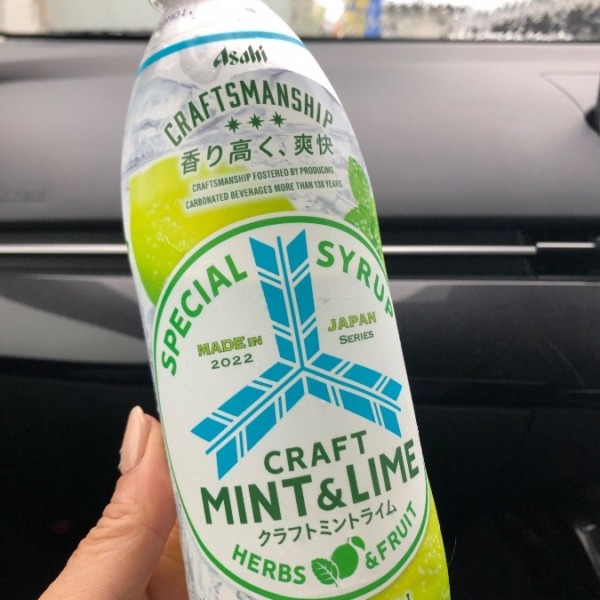 Asahi
CRAFTSMANSHIP
香り高く、爽快
CRAFTSMANSHIP FOSTERED BY PRODUCING
CARBONATED BEVERAGES MORE THAN 130 YEARS
SPECIAL SYRUP
MADE IN
2022
JAPAN
SERIES
CRAFT
MINT&LIME
クラフトミントライム
HERBS & FRUIT